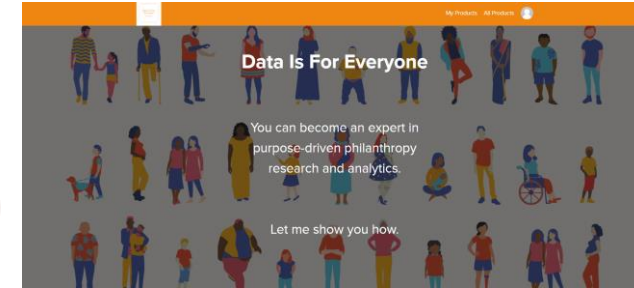 My Products All Products
Data Is For Everyone
You can become an expert in
purpose-driven philanthropy
research and analytics.
Let me show you how.